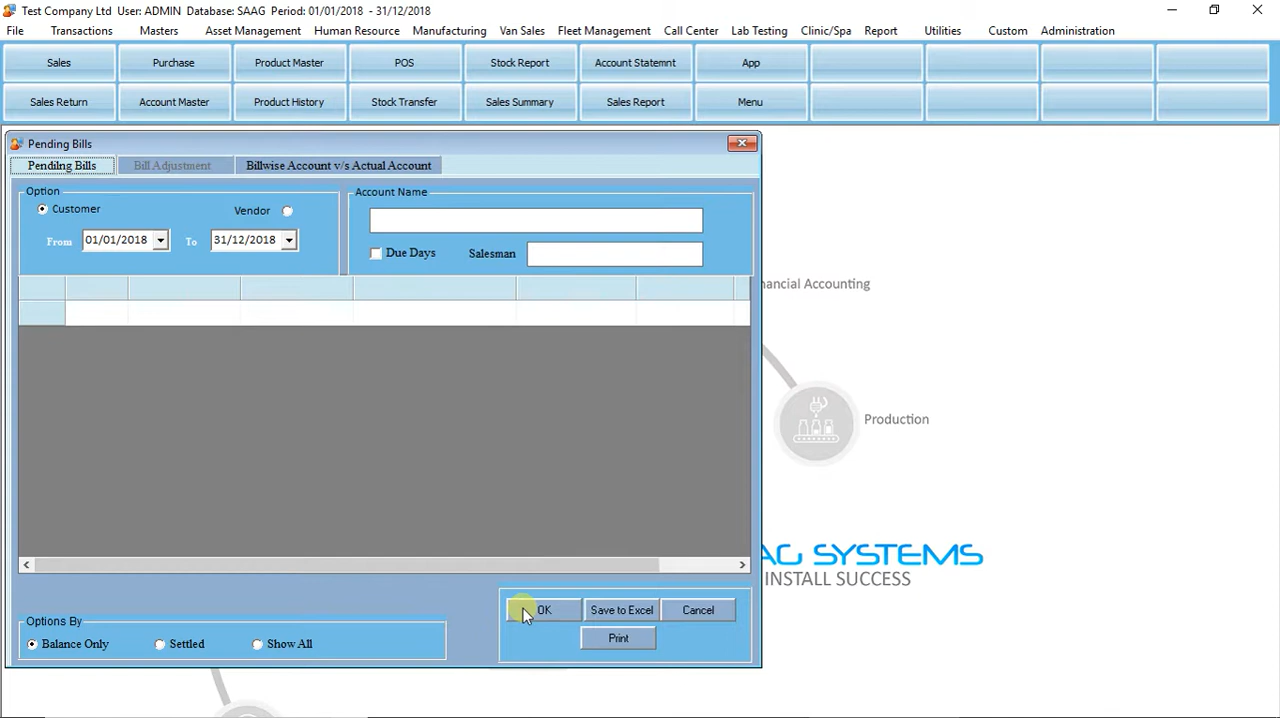 Test Company Ltd User: ADMIN Database: SAAG Period: 01/01/2018 - 31/12/2018
File Transactions Masters Asset Management Human Resource Manufacturing Van Sales Fleet Management Call Center Lab Testing Clinic/Spa Report Utilities Custom Administration
Sales Purchase Product Master POS Stock Report Account Statemnt App
Sales Return Account Master Product History Stock Transfer Sales Summary Sales Report Menu
Pending Bills
Pendilng Bills Bill Adjustment Billwise Account v/s Actual Account
Option Account Name
Customer Vendor
From 01/01/2018 To 31/12/2018
Due Days Salesman
nancial Accounting
Production
AG SYSTEMS
INSTALL SUCCESS
OK Save to Excel Cancel
Options By
Print
Balance Only Settled Show All